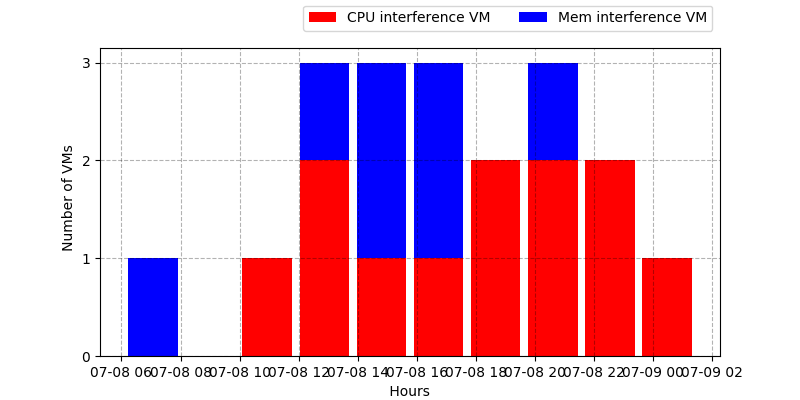 CPU interference VM
Mem interference VM
3
2
1
0
Number of VMs
07-08 06 07-08 08 07-08 10 07-08 12 07-08 14 07-08 16 07-08 18 07-08 20 07-08 22 07-09 00 07-09 02
Hours